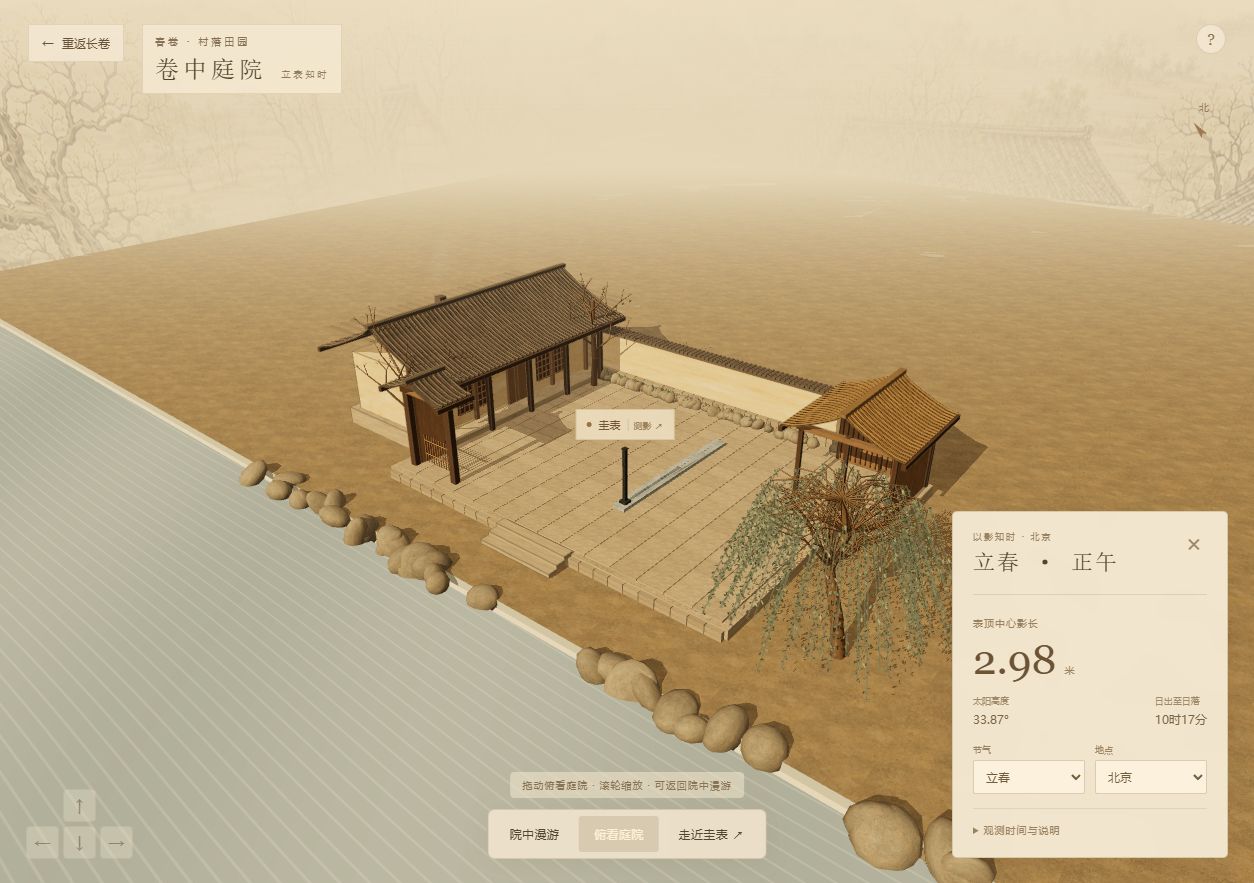 ← 重返长卷
春卷 · 村落田园
卷中庭院 立表知时
?
北
圭表 测影 ↗
以影知时 · 北京
立春 · 正午
×
表顶中心影长
2.98 米
太阳高度 日出至日落
33.87° 10时17分
节气 地点
立春 北京
▶ 观测时间与说明
拖动俯看庭院 · 滚轮缩放 · 可返回院中漫游
院中漫游 俯看庭院 走近圭表 ↗
↑
← ↓ →